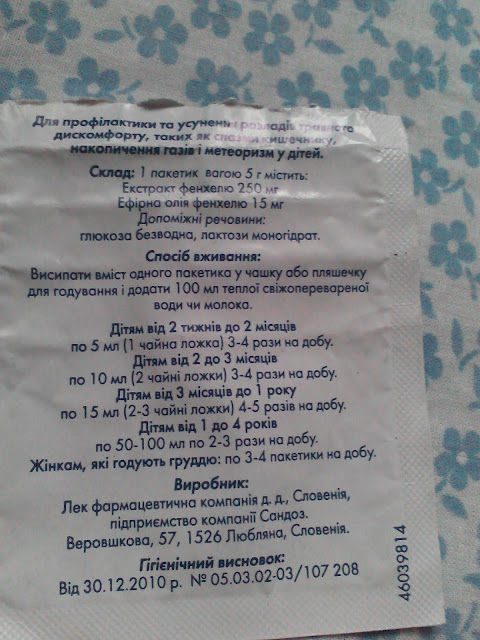 Для профілактики та усунення розладів травного
дискомфорту, таких як спазми кишечнику,
накопичення газів і метеоризм у дітей.
Склад: 1 пакетик вагою 5 г містить:
Екстракт фенхелю 250 мг
Ефірна олія фенхелю 15 мг
Допоміжні речовини:
глюкоза безводна, лактози моногідрат.
Спосіб вживання:
Висипати вміст одного пакетика у чашку або пляшечку
для годування і додати 100 мл теплої свіжоперевареної
води чи молока.
Дітям від 2 тижнів до 2 місяців
по 5 мл (1 чайна ложка) 3-4 рази на добу.
Дітям від 2 до 3 місяців
по 10 мл (2 чайні ложки) 3-4 рази на добу.
Дітям від 3 місяців до 1 року
по 15 мл (2-3 чайні ложки) 4-5 разів на добу.
Дітям від 1 до 4 років
по 50-100 мл по 2-3 рази на добу.
Жінкам, які годують груддю: по 3-4 пакетики на добу.
Виробник:
Лек фармацевтична компанія д. д., Словенія,
підприємство компанії Сандоз.
Веровшкова, 57, 1526 Любляна, Словенія.
Гігієнічний висновок:
Від 30.12.2010 р. № 05.03.02-03/107 208
46039814